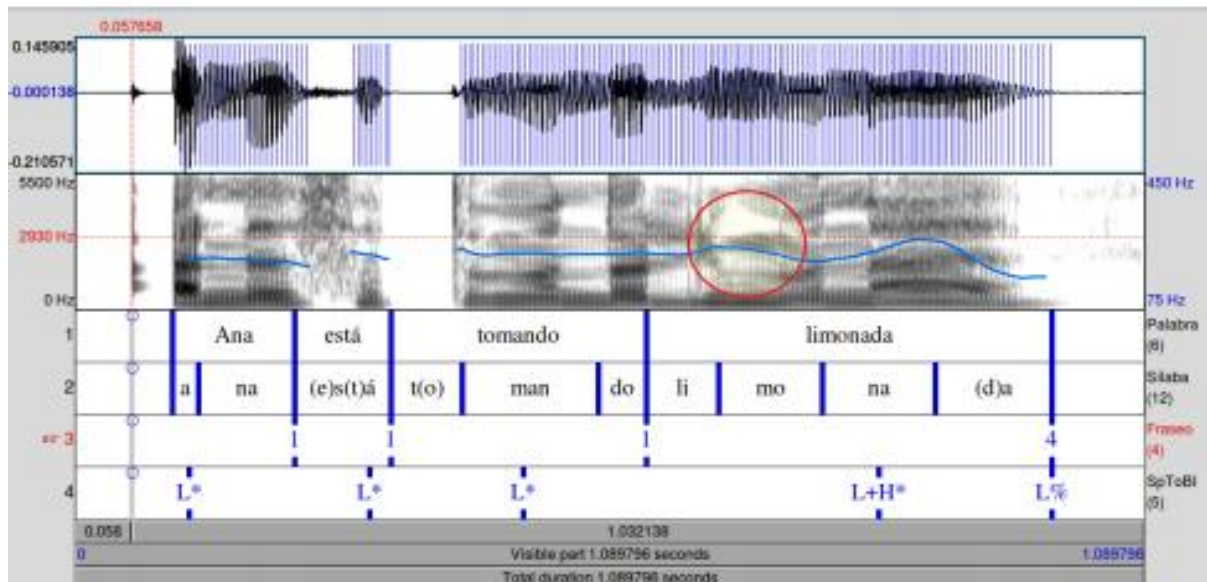 0.057658
0.145905
-0.000138
-0.210571
5500 Hz
450 Hz
2930 Hz
0 Hz
75 Hz
1 Ana está tomando limonada Palabra (6)
2 a na (e)s(t)á t(o) man do li mo na (d)a Sílaba (12)
3 1 1 1 4 Fraseo (4)
4 L* L* L* L+H* L% SpToBI (5)
0.058 1.032138
0 Visible part 1.089796 seconds 1.089796
Total duration 1.089796 seconds